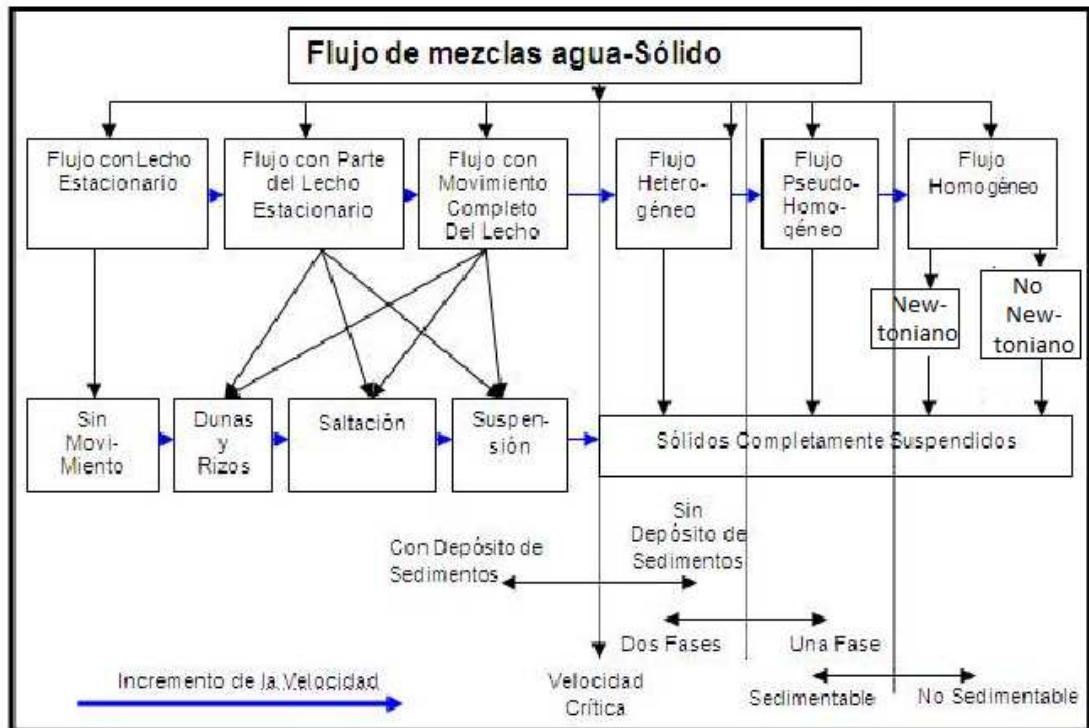 Flujo de mezclas agua-Sólido
Flujo con Lecho
Estacionario
Flujo con Parte
del Lecho
Estacionario
Flujo con
Movimiento
Completo
Del Lecho
Flujo
Hetero-
géneo
Flujo
Pseudo-
Homo-
géneo
Flujo
Homogéneo
New-
toniano
No
New-
toniano
Sin
Movi-
Miento
Dunas
y
Rizos
Saltación
Suspen-
sión
Sólidos Completamente Suspendidos
Con Depósito de
Sedimentos
Sin
Depósito de
Sedimentos
Dos Fases
Una Fase
Incremento de la Velocidad
Velocidad
Crítica
Sedimentable
No Sedimentable